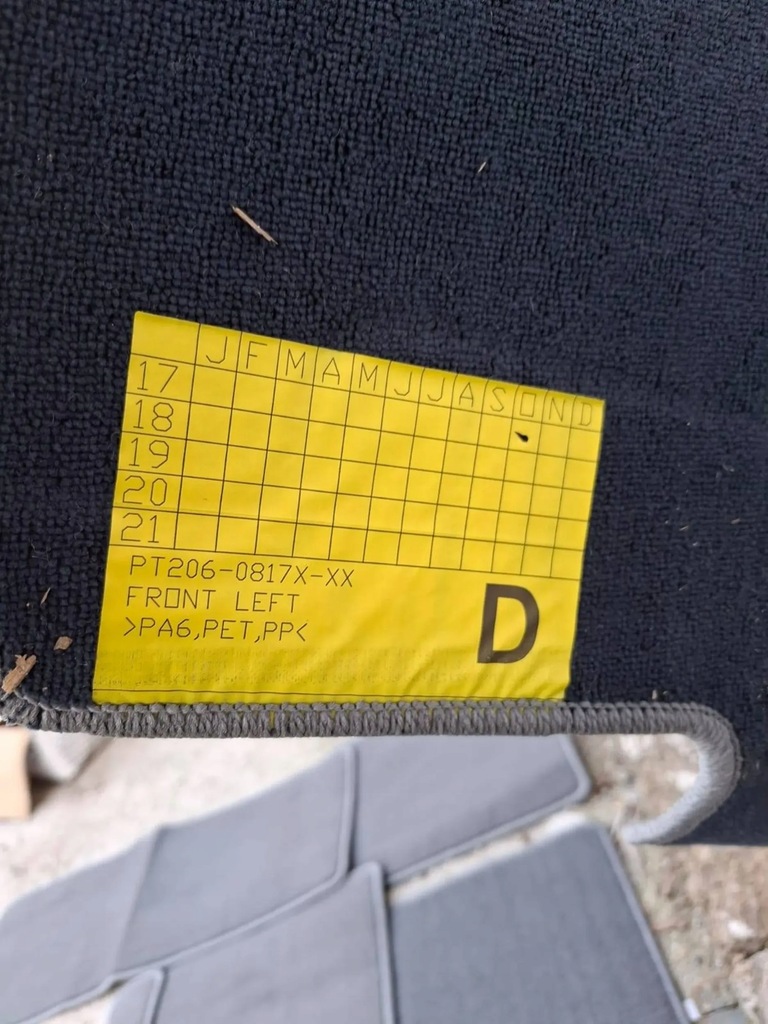 J F M A M J J A S O N D
17
18
19
20
21
PT206-0817X-XX
FRONT LEFT
>PA6,PET,PP<
D